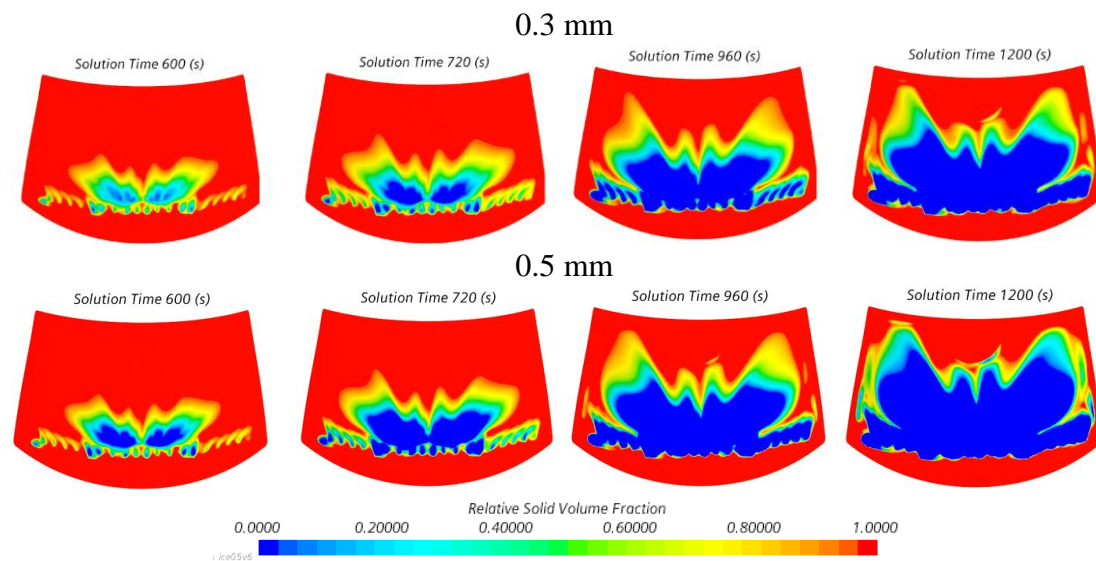 0.3 mm
Solution Time 600 (s) Solution Time 720 (s) Solution Time 960 (s) Solution Time 1200 (s)
0.5 mm
Solution Time 600 (s) Solution Time 720 (s) Solution Time 960 (s) Solution Time 1200 (s)
Relative Solid Volume Fraction
0.0000 0.20000 0.40000 0.60000 0.80000 1.0000
ice05v6